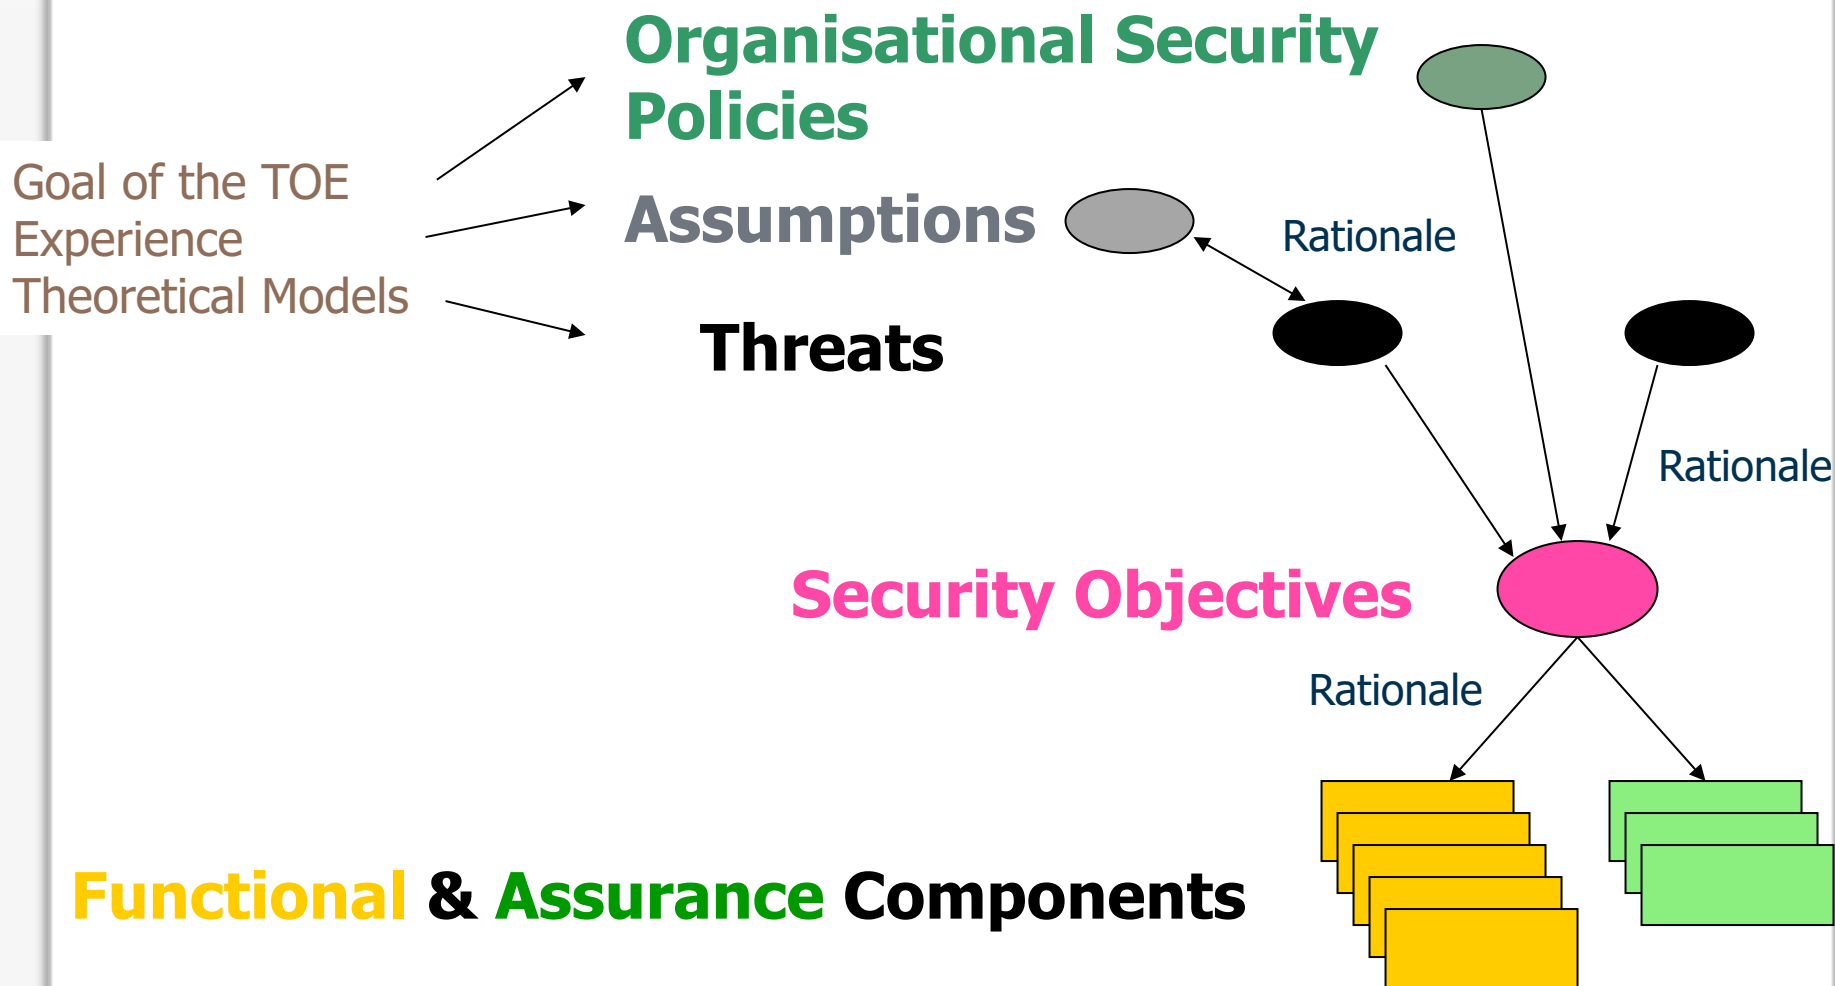 Organisational Security
Policies
Goal of the TOE
Experience
Theoretical Models
Assumptions
Rationale
Threats
Rationale
Security Objectives
Rationale
Functional & Assurance Components